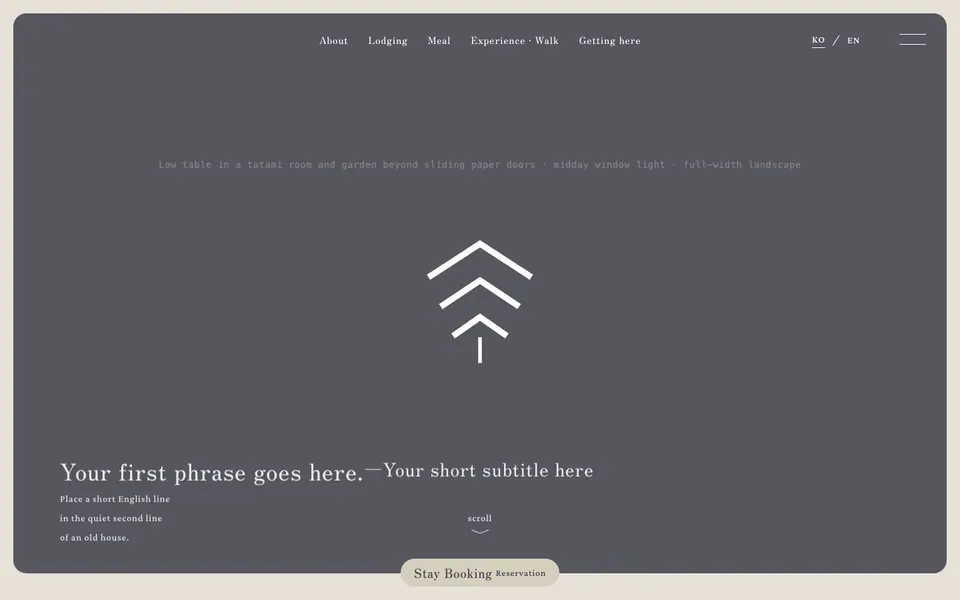 About Lodging Meal Experience · Walk Getting here KO / EN
Low table in a tatami room and garden beyond sliding paper doors · midday window light · full-width landscape
Your first phrase goes here.—Your short subtitle here
Place a short English line
in the quiet second line
of an old house.
scroll
Stay Booking Reservation